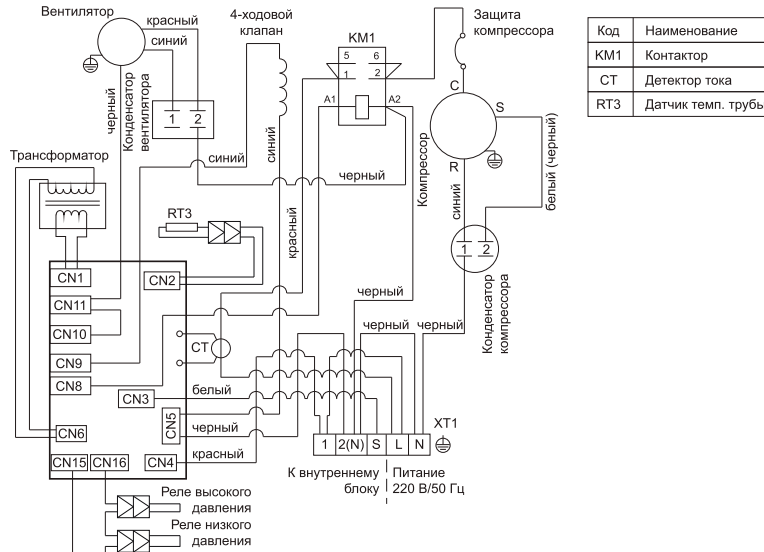 Вентилятор
красный
синий
4-ходовой
клапан
KM1
Защита
компрессора
Код Наименование
KM1 Контактор
CT Детектор тока
RT3 Датчик темп. трубы
5 6
1 2
A1 A2
C
S
R
черный
Конденсатор
вентилятора
1 2
синий
синий
черный
Компрессор
белый (черный)
синий
Трансформатор
RT3
красный
1 2
Конденсатор
компрессора
CN1
CN2
CN11
CN10
CN9
CN8
CN3
CN5
CN6
CN15
CN16
CN4
CT
черный
черный
черный
белый
черный
красный
XT1
1 2(N) S L N
К внутреннему
блоку
Питание
220 В/50 Гц
Реле высокого
давления
Реле низкого
давления